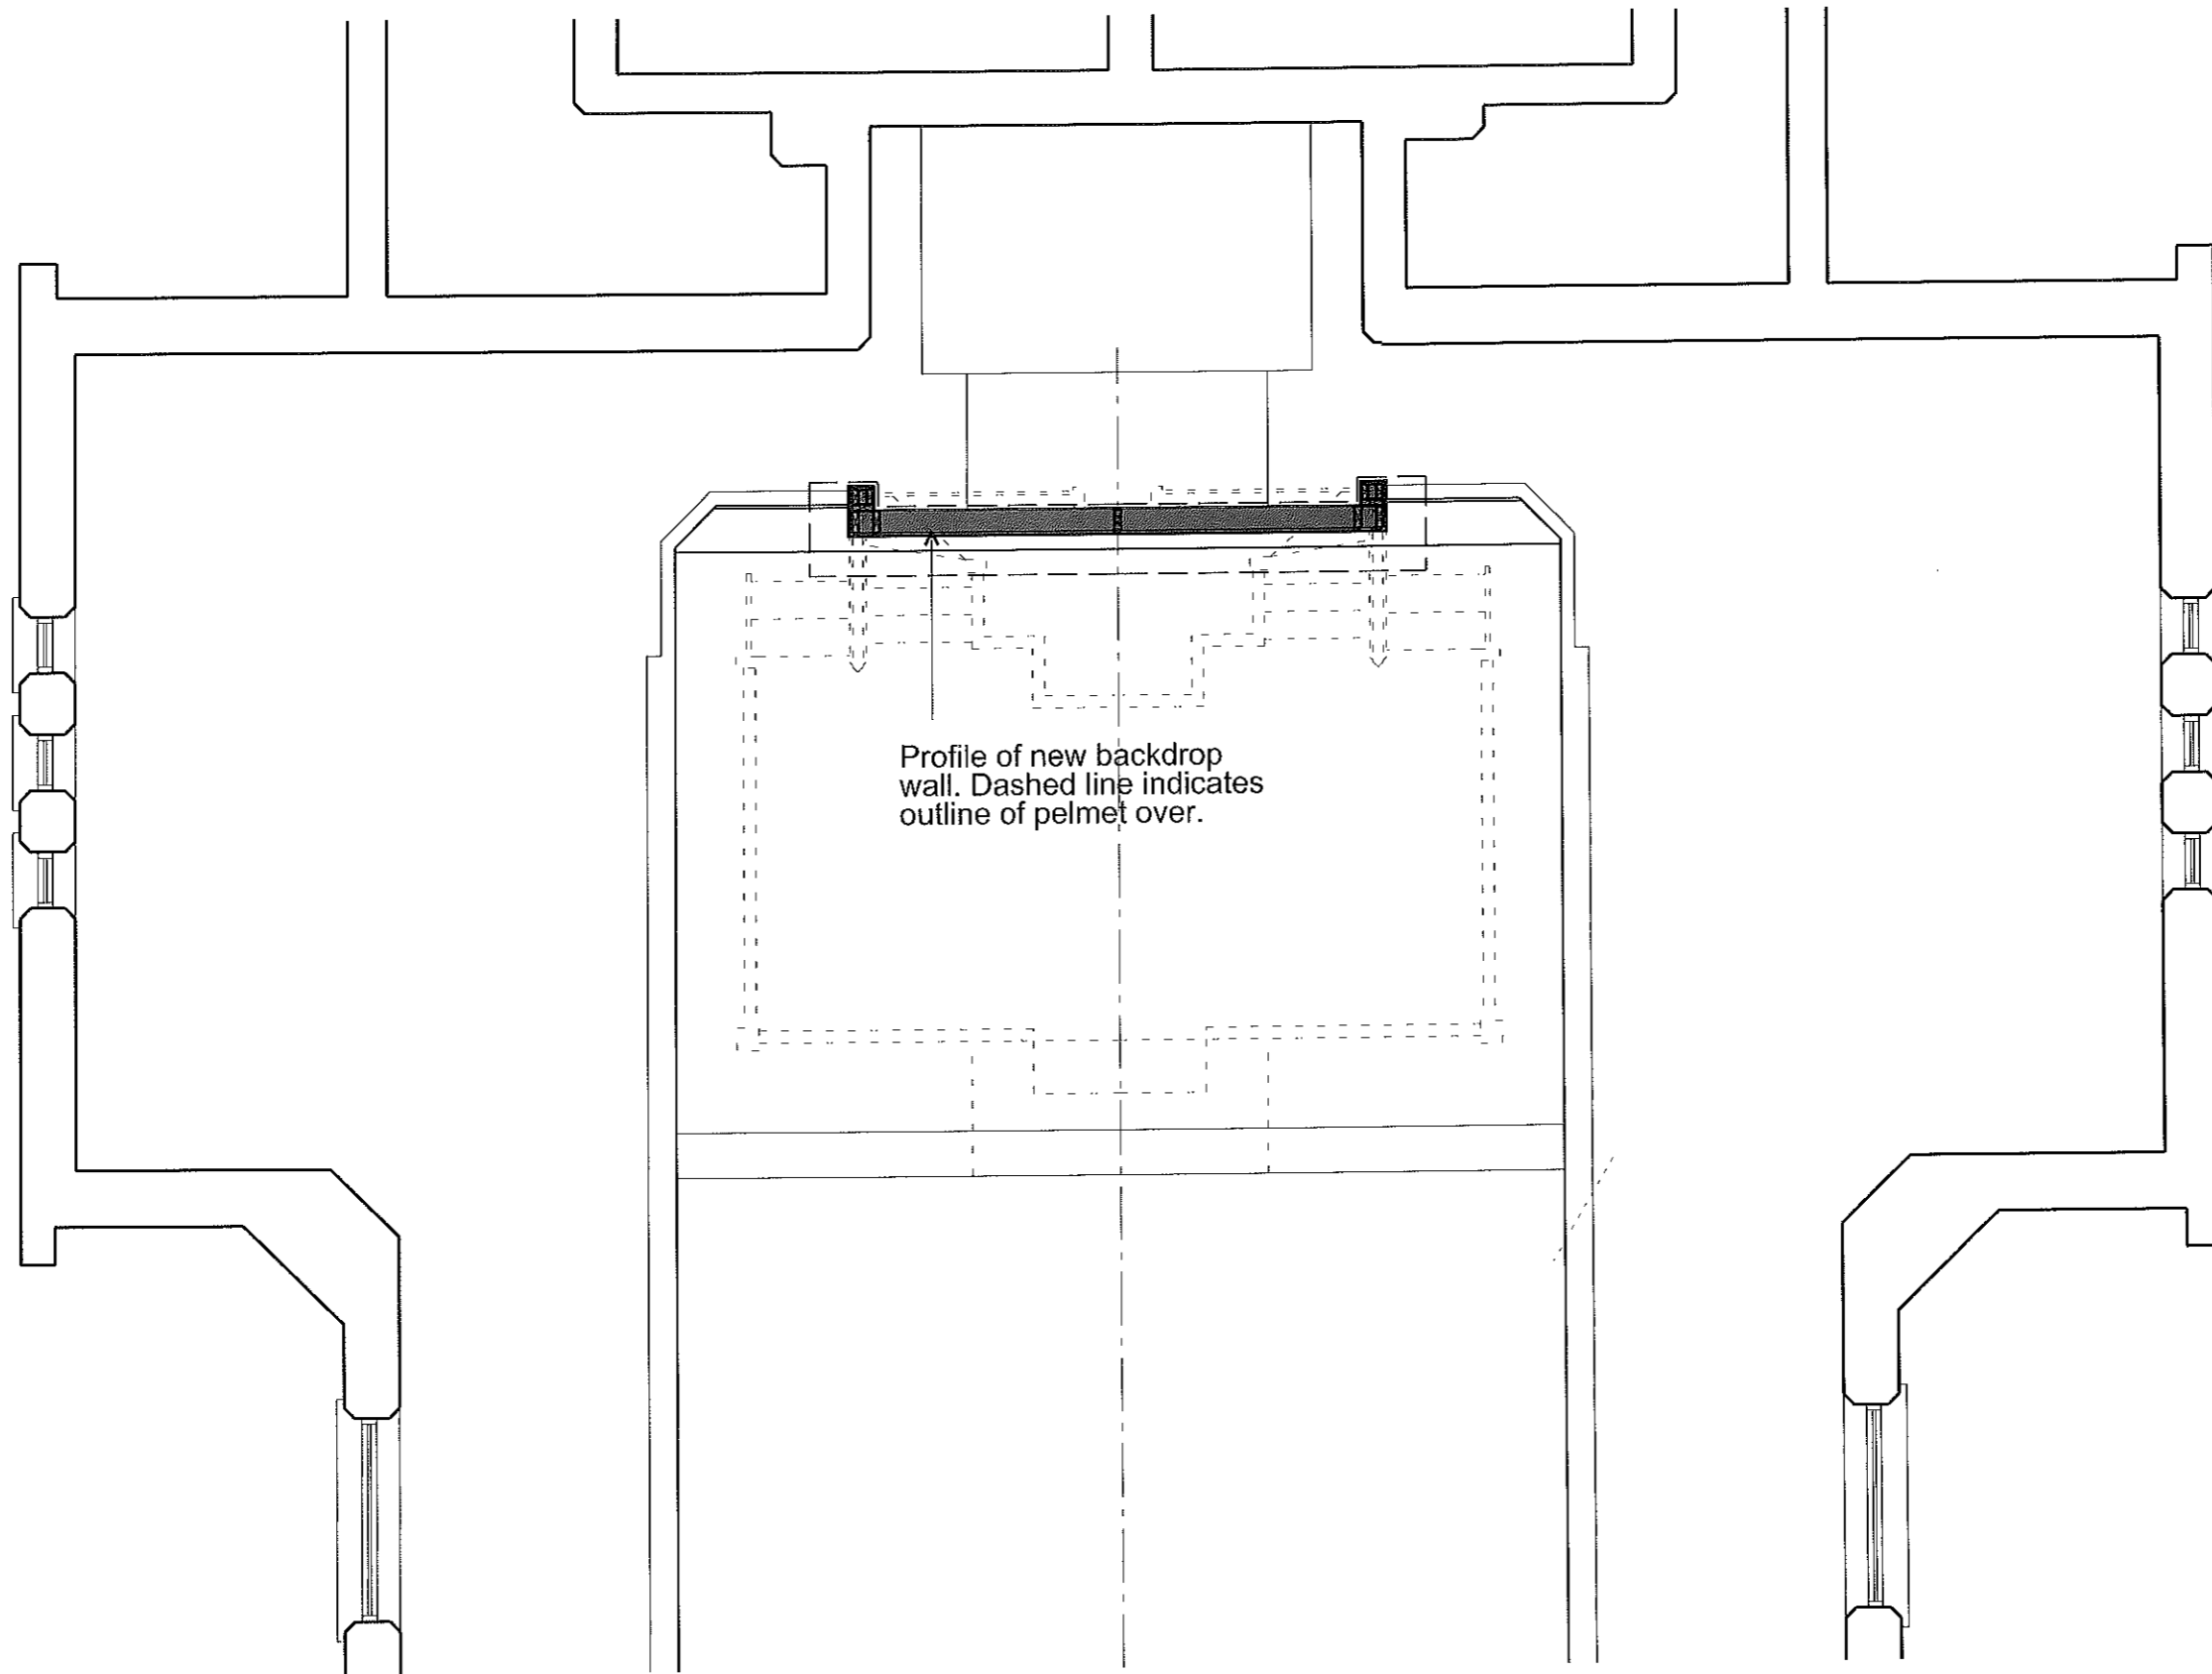 Profile of new backdrop
wall. Dashed line indicates
outline of pelmet over.